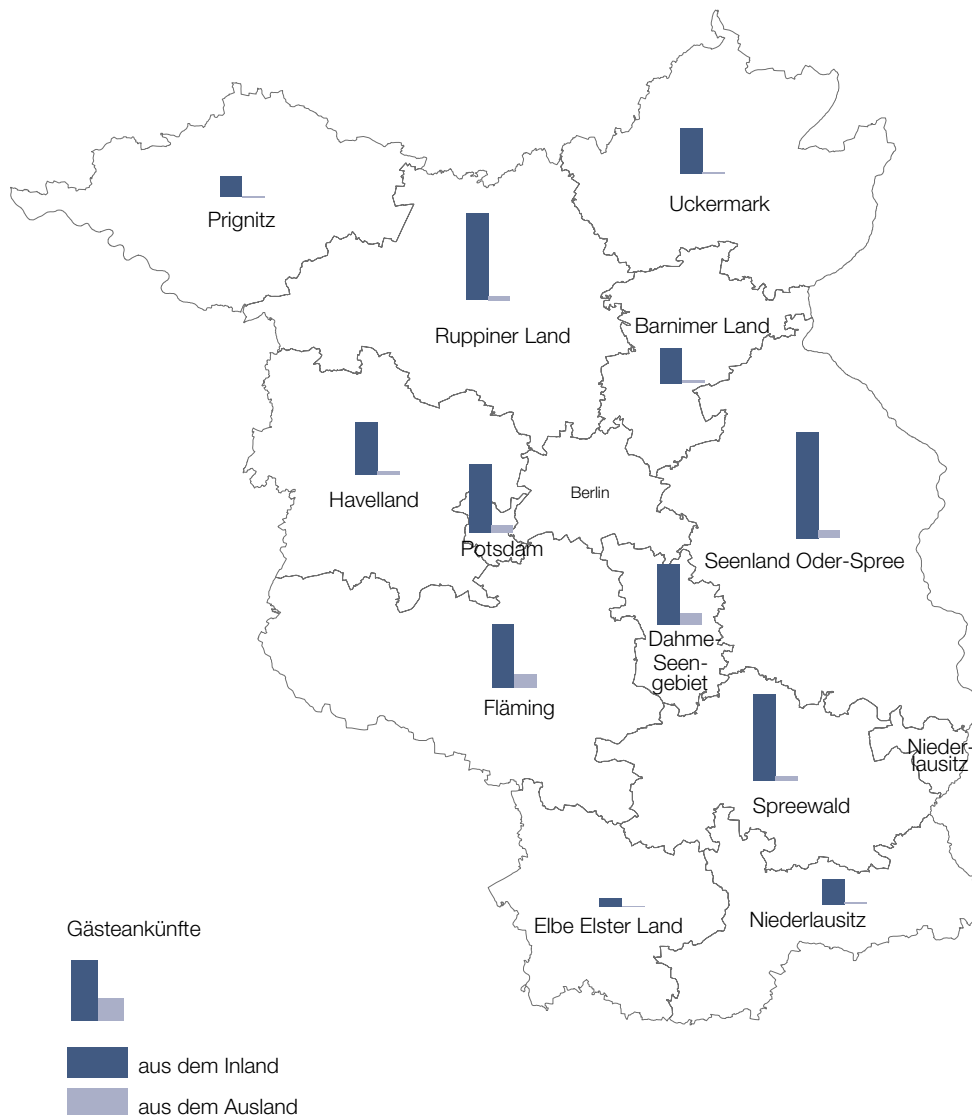 Prignitz
Uckermark
Ruppiner Land
Barnimer Land
Havelland
Berlin
Potsdam
Seenland Oder-Spree
Dahme-
Seen-
gebiet
Fläming
Nieder-
lausitz
Spreewald
Elbe Elster Land
Niederlausitz
Gästeankünfte
aus dem Inland
aus dem Ausland